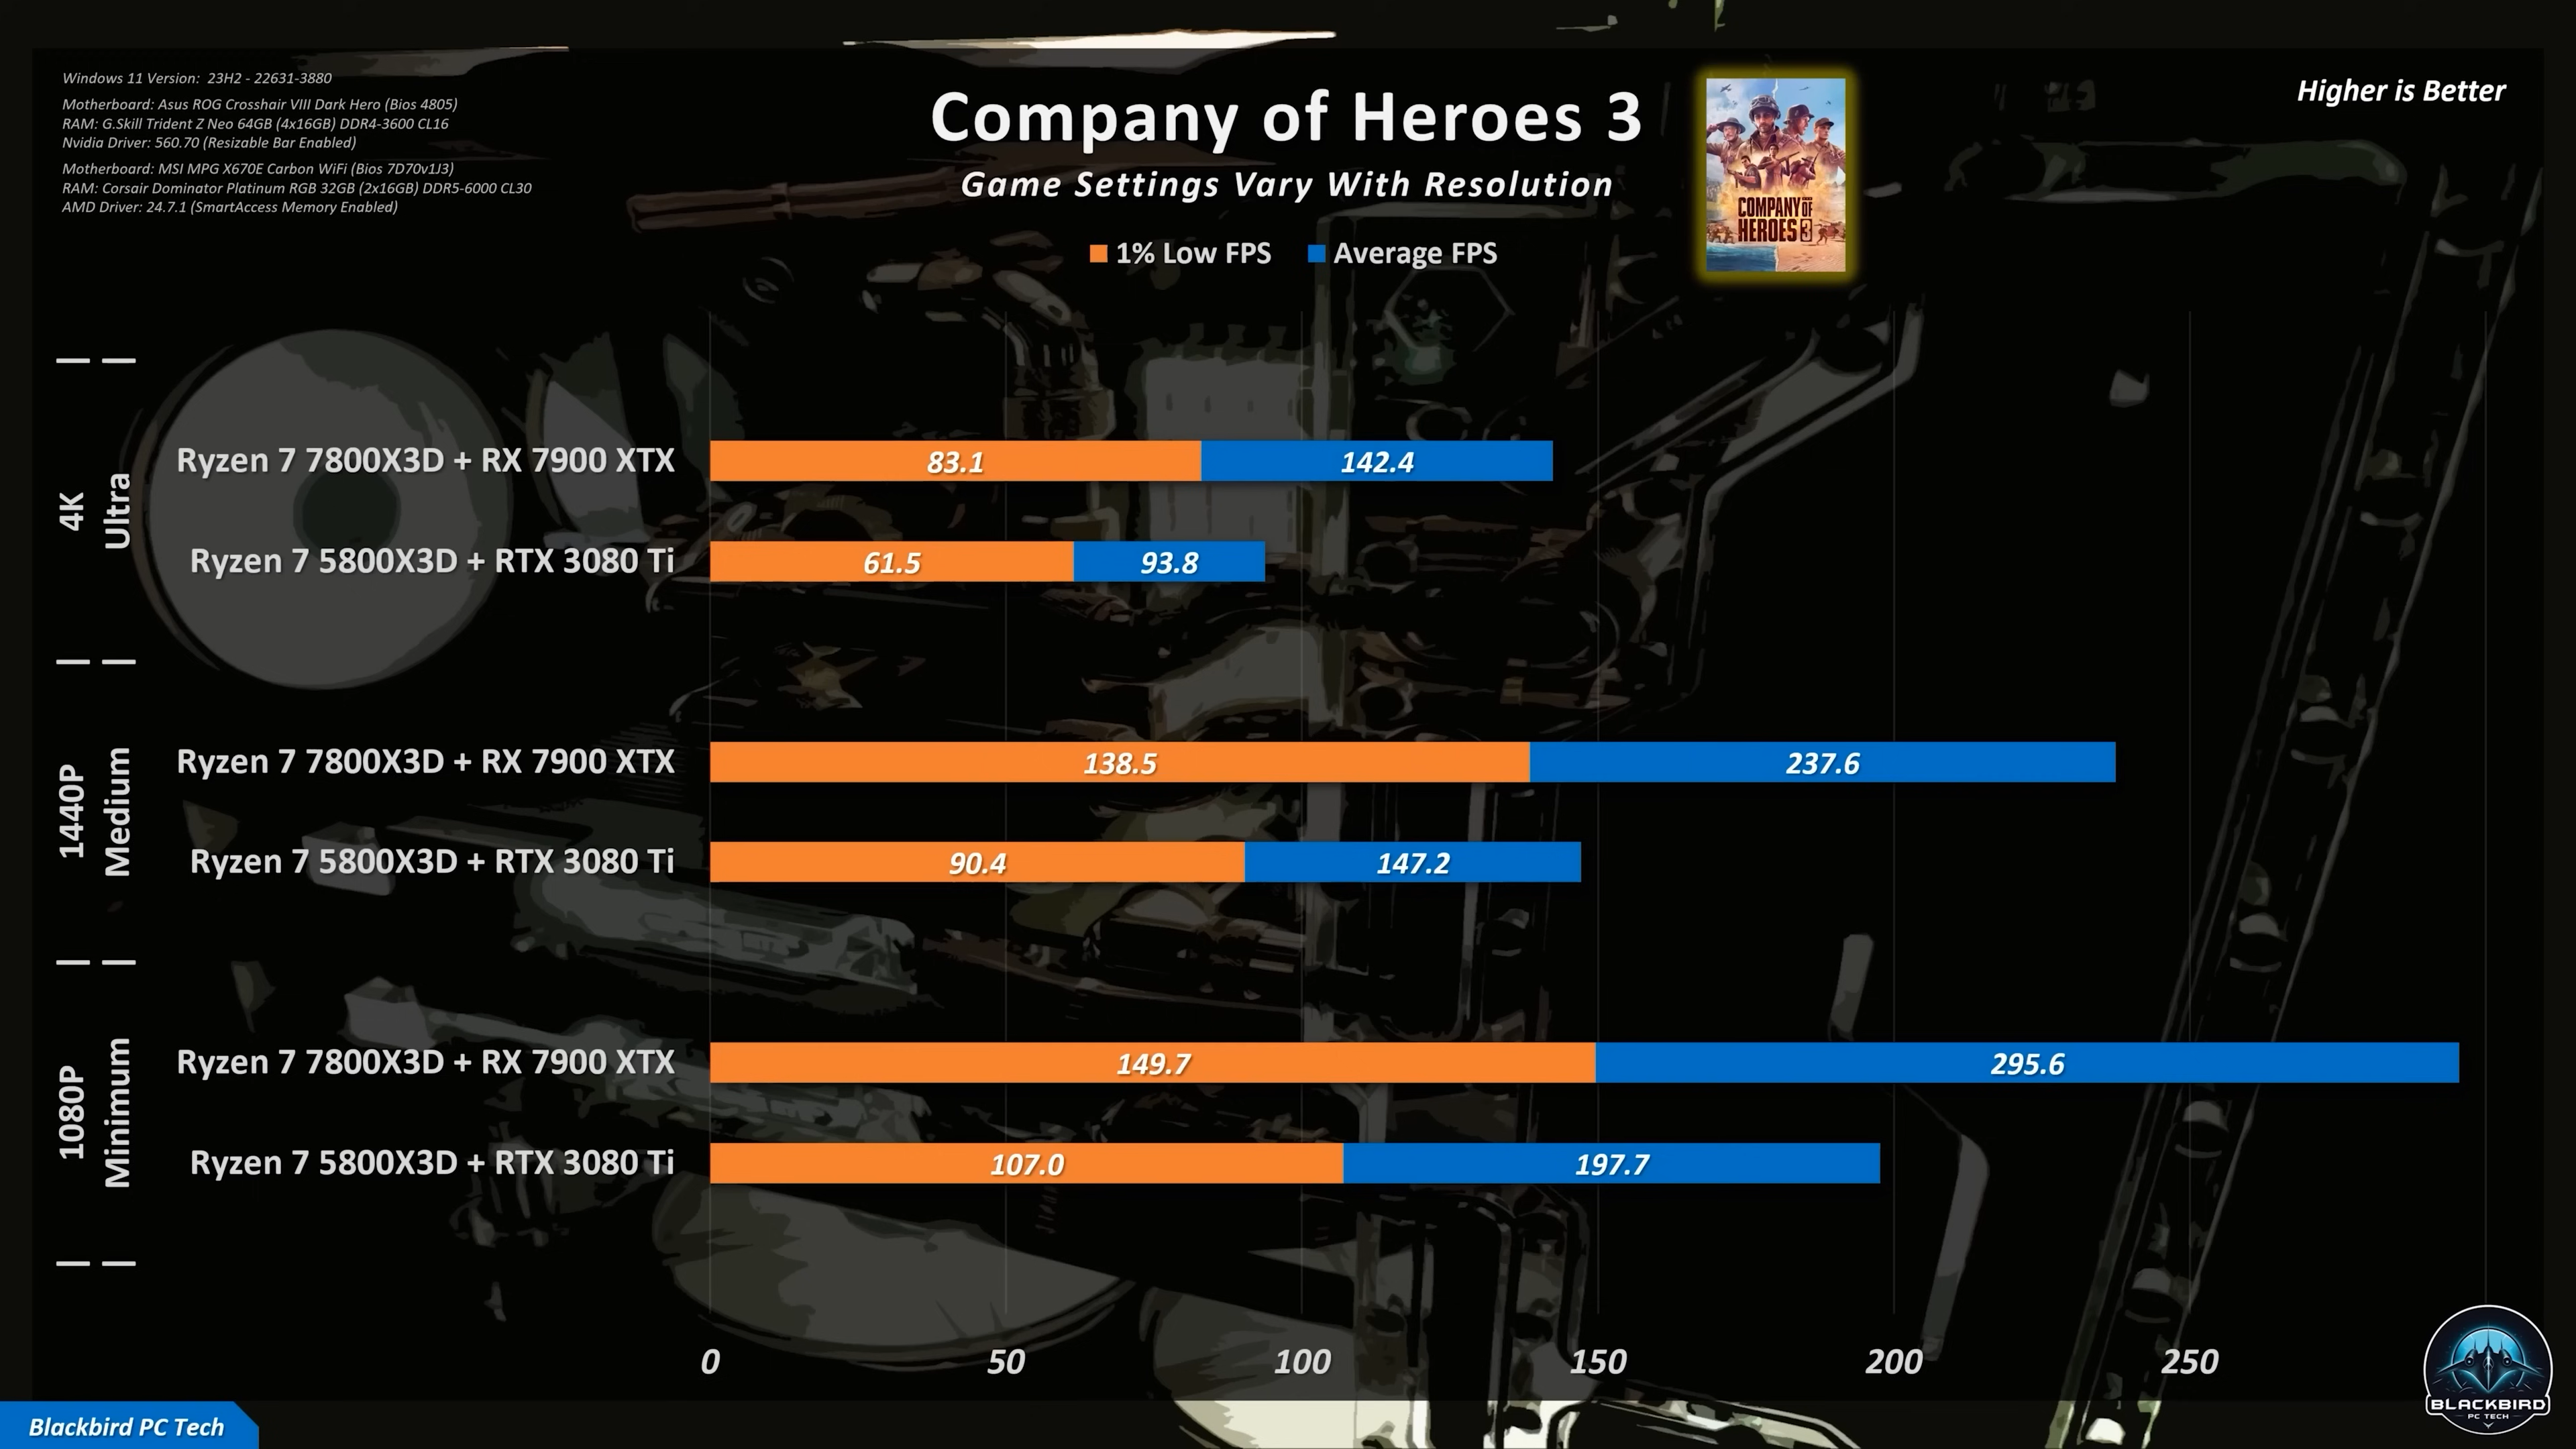 Windows 11 Version: 23H2 - 22631-3880
Motherboard: Asus ROG Crosshair VIII Dark Hero (Bios 4805)
RAM: G.Skill Trident Z Neo 64GB (4x16GB) DDR4-3600 CL16
Nvidia Driver: 560.70 (Resizable Bar Enabled)
Motherboard: MSI MPG X670E Carbon WiFi (Bios 7D70v1J3)
RAM: Corsair Dominator Platinum RGB 32GB (2x16GB) DDR5-6000 CL30
AMD Driver: 24.7.1 (SmartAccess Memory Enabled)
Company of Heroes 3
Game Settings Vary With Resolution
1% Low FPS
Average FPS
COMPANY OF
HEROES 3
Higher is Better
4K
Ultra
Ryzen 7 7800X3D + RX 7900 XTX
83.1
142.4
Ryzen 7 5800X3D + RTX 3080 Ti
61.5
93.8
1440P
Medium
Ryzen 7 7800X3D + RX 7900 XTX
138.5
237.6
Ryzen 7 5800X3D + RTX 3080 Ti
90.4
147.2
1080P
Minimum
Ryzen 7 7800X3D + RX 7900 XTX
149.7
295.6
Ryzen 7 5800X3D + RTX 3080 Ti
107.0
197.7
0
50
100
150
200
250
Blackbird PC Tech
BLACKBIRD
PC TECH